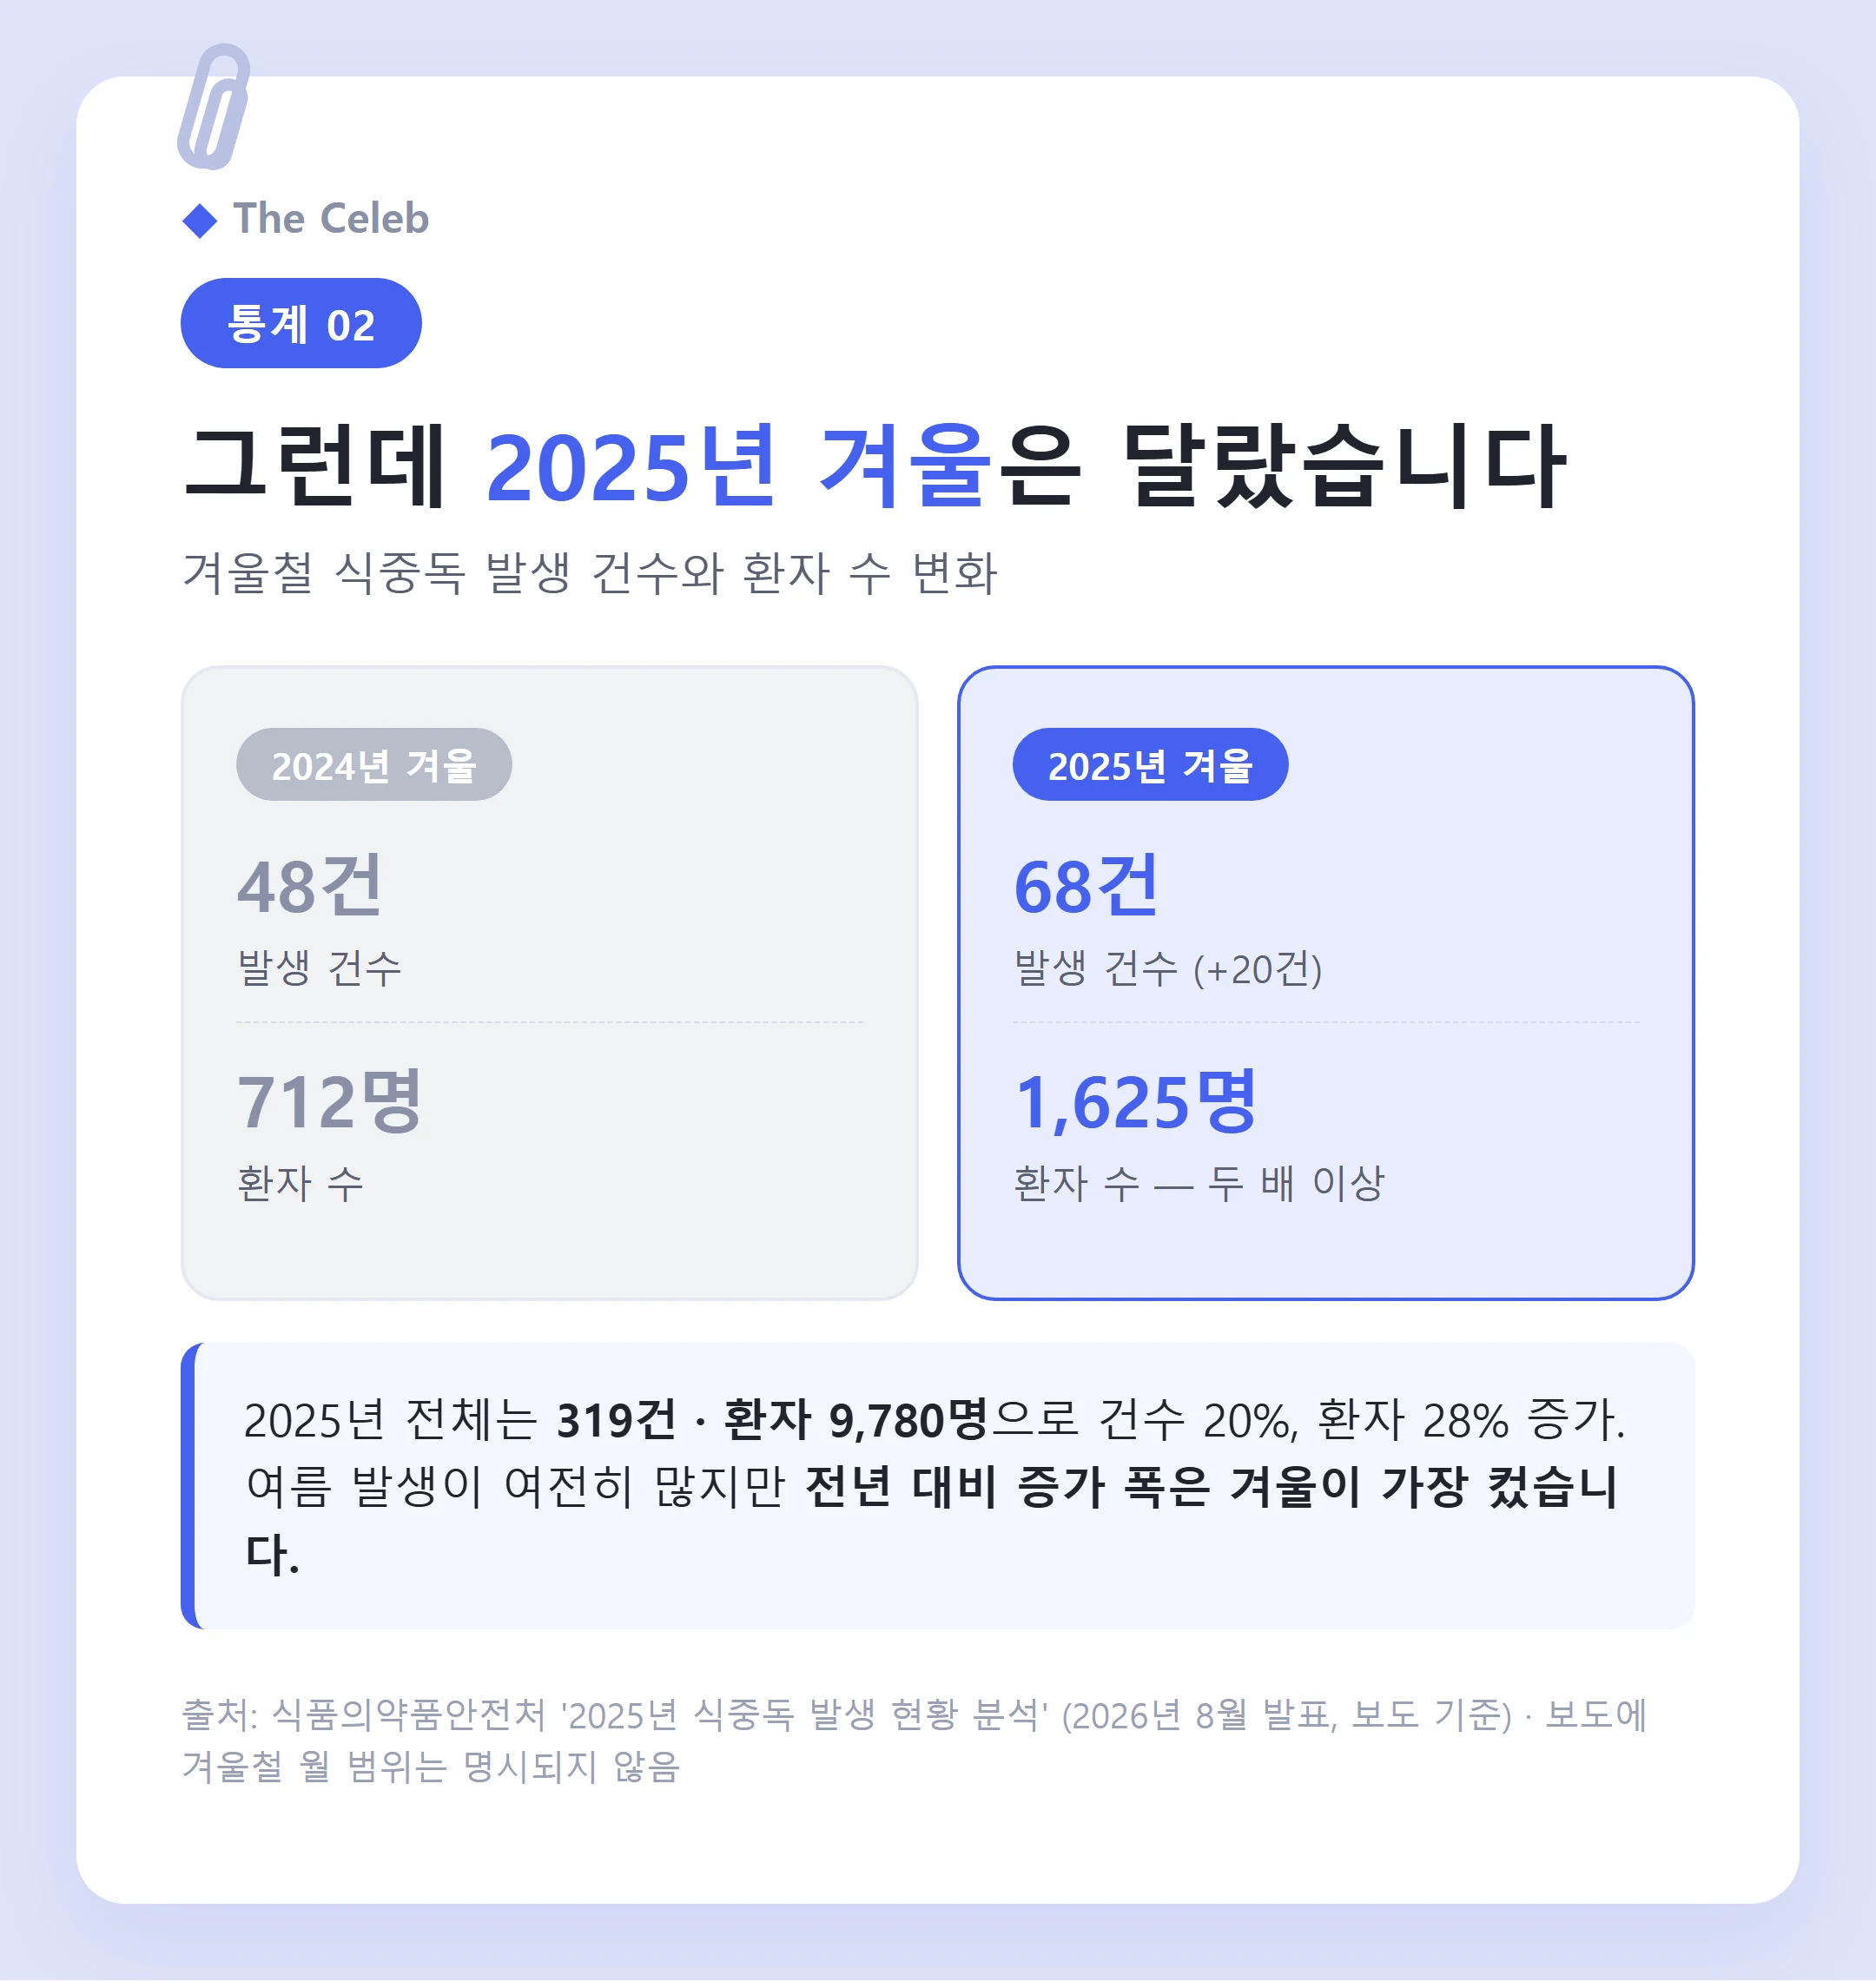 The Celeb
통계 02
그런데 2025년 겨울은 달랐습니다
겨울철 식중독 발생 건수와 환자 수 변화
2024년 겨울
48건
발생 건수
712명
환자 수
2025년 겨울
68건
발생 건수 (+20건)
1,625명
환자 수 — 두 배 이상
2025년 전체는 319건 · 환자 9,780명으로 건수 20%, 환자 28% 증가.
여름 발생이 여전히 많지만 전년 대비 증가 폭은 겨울이 가장 컸습니
다.
출처: 식품의약품안전처 '2025년 식중독 발생 현황 분석' (2026년 8월 발표, 보도 기준) · 보도에
겨울철 월 범위는 명시되지 않음